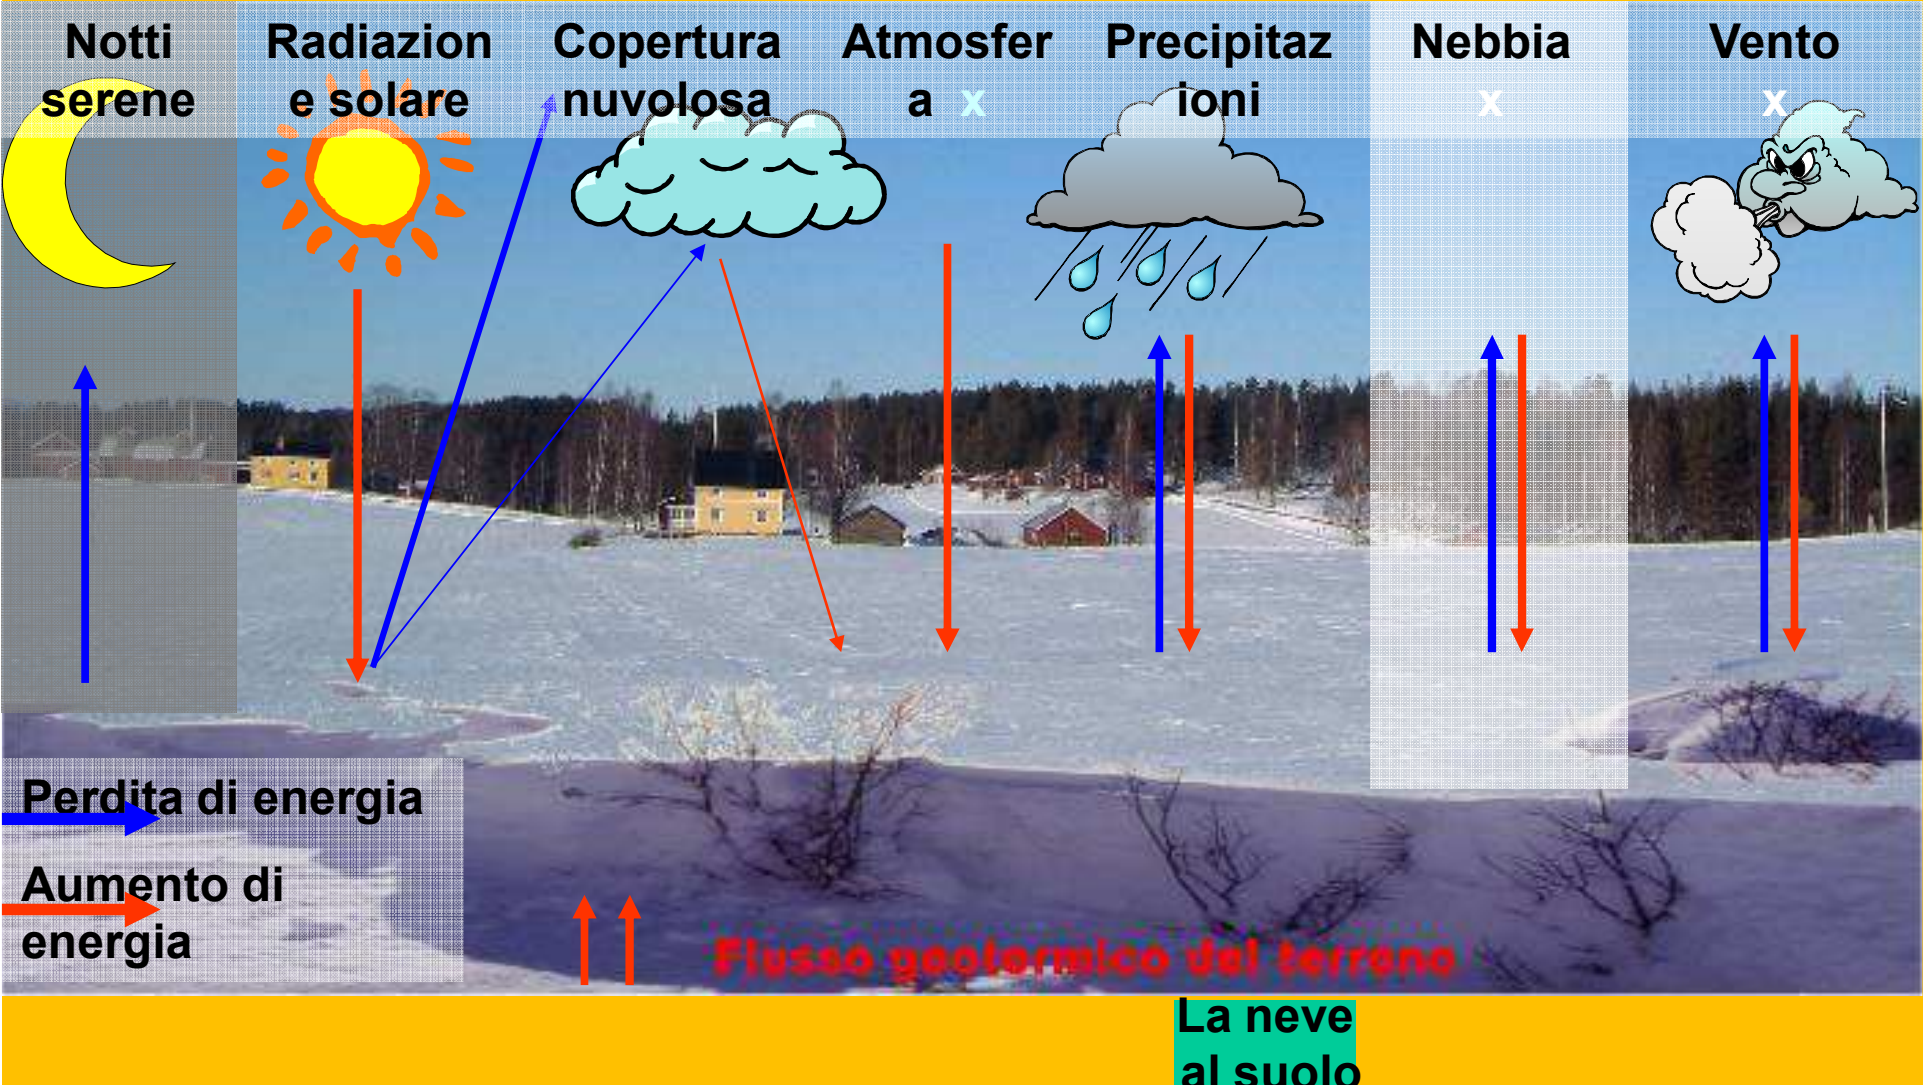 Notti
serene
Radiazion
e solare
Copertura
nuvolosa
Atmosfer
a x
Precipitaz
ioni
Nebbia
x
Vento
x
Perdita di energia
Aumento di
energia
Flusso geotermico del terreno
La neve
al suolo